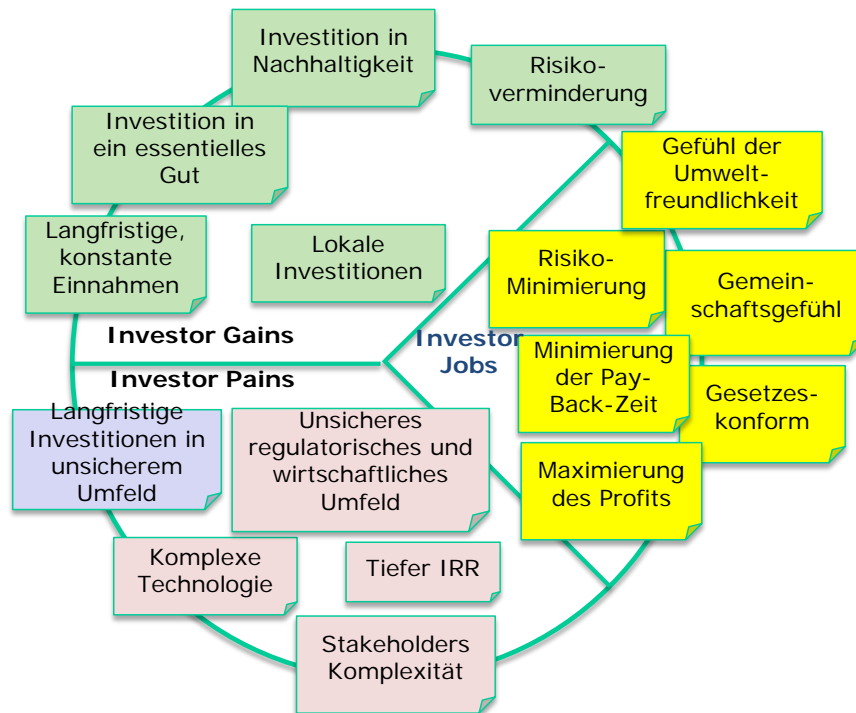 Investition in
Nachhaltigkeit
Risiko-
verminderung
Investition in
ein essentielles
Gut
Gefühl der
Umwelt-
freundlichkeit
Langfristige,
konstante
Einnahmen
Lokale
Investitionen
Risiko-
Minimierung
Gemein-
schaftsgefühl
Investor Gains
Investor
Jobs
Investor Pains
Minimierung
der Pay-
Back-Zeit
Gesetzes-
konform
Langfristige
Investitionen in
unsicherem
Umfeld
Unsicheres
regulatorisches und
wirtschaftliches
Umfeld
Maximierung
des Profits
Komplexe
Technologie
Tiefer IRR
Stakeholders
Komplexität